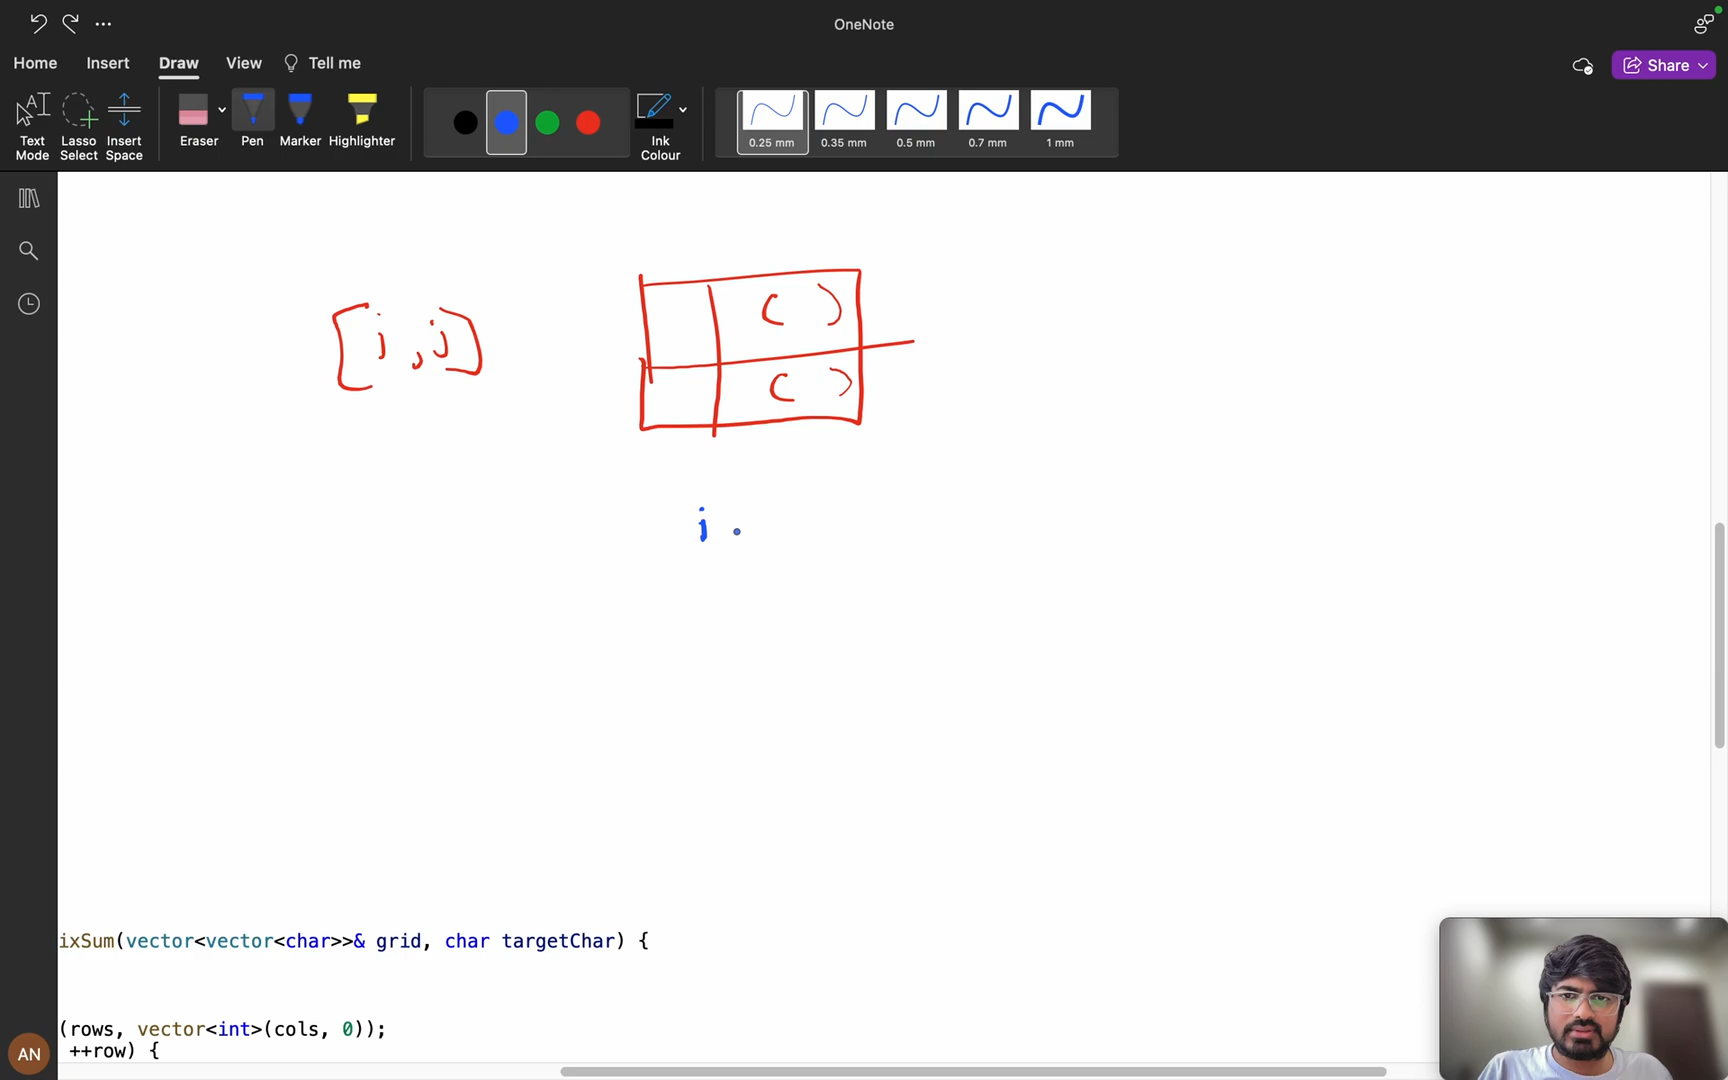 OneNote
Home Insert Draw View Tell me
Share
Text Mode
Lasso Select
Insert Space
Eraser
Pen
Marker
Highlighter
Ink Colour
0.25 mm
0.35 mm
0.5 mm
0.7 mm
1 mm
[i , j]
( )
( )
i
ixSum(vector<vector<char>>& grid, char targetChar) {
(rows, vector<int>(cols, 0));
++row) {
AN